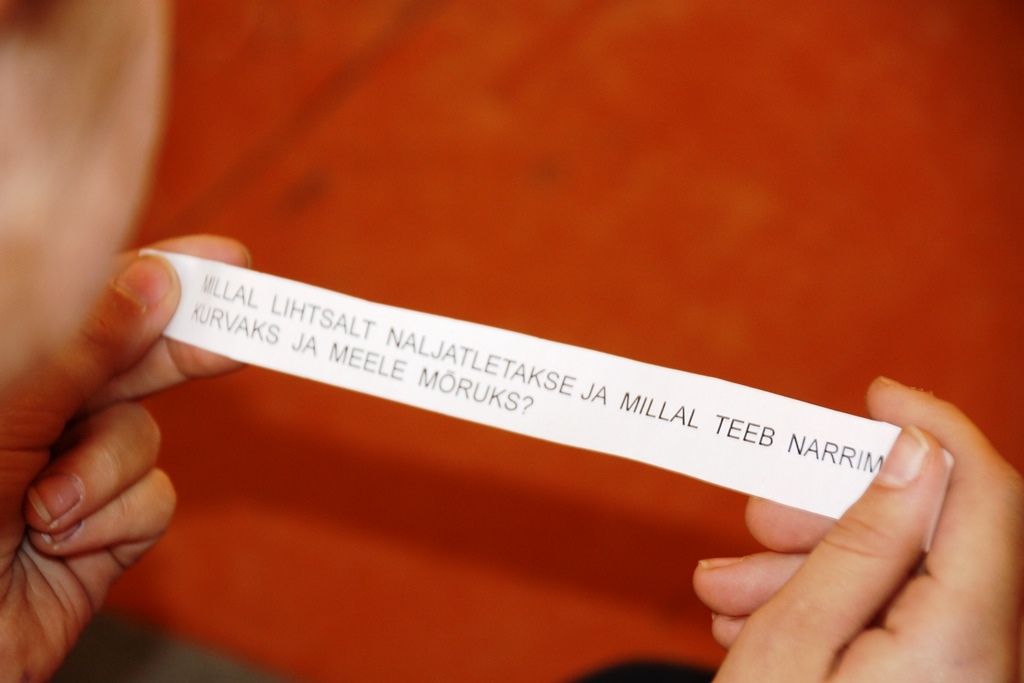 MILLAL LIHTSALT NALJATLETAKSE JA MILLAL TEEB NARRIM
KURVAKS JA MEELE MÕRUKS?